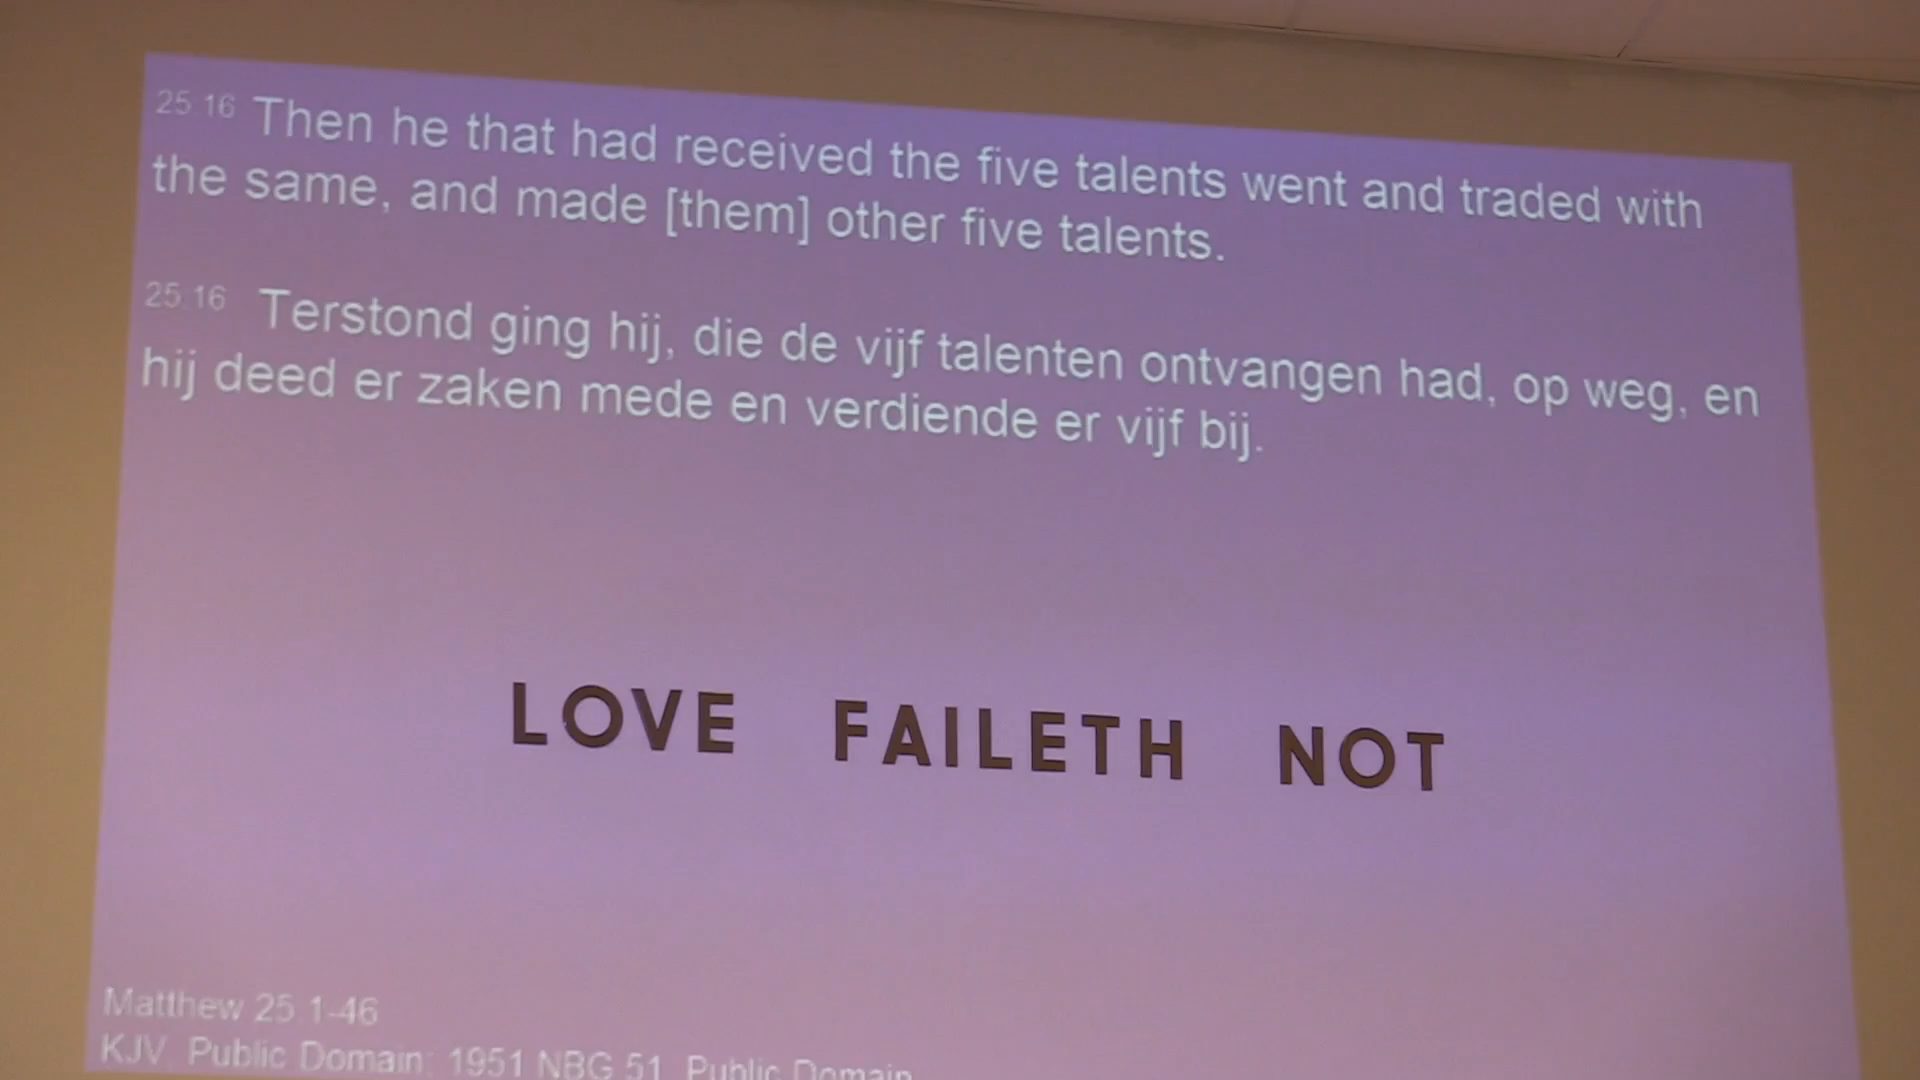 25:16 Then he that had received the five talents went and traded with
the same, and made [them] other five talents.
25:16 Terstond ging hij, die de vijf talenten ontvangen had, op weg, en
hij deed er zaken mede en verdiende er vijf bij.
LOVE FAILETH NOT
Matthew 25:1-46
KJV: Public Domain; 1951 NBG 51: Public Domain